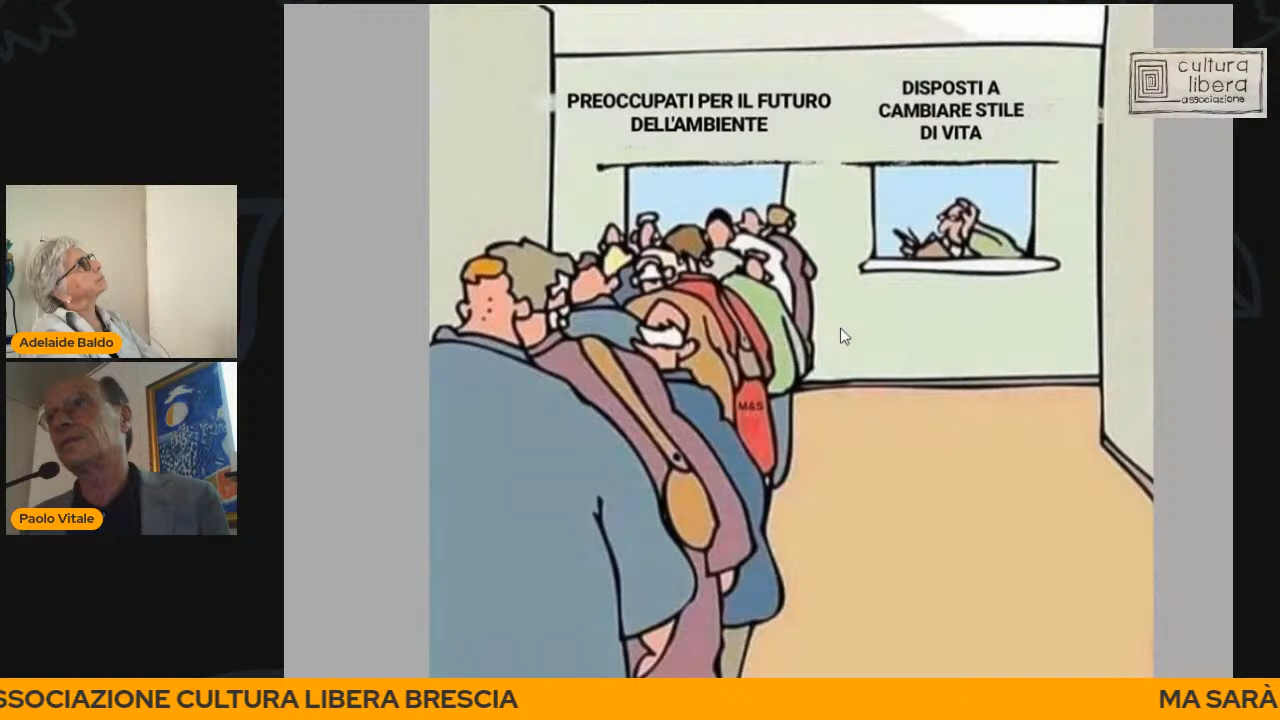 PREOCCUPATI PER IL FUTURO
DELL'AMBIENTE
DISPOSTI A
CAMBIARE STILE
DI VITA
cultura
libera
associazione
Adelaide Baldo
M&S
Paolo Vitale
SSOCIAZIONE CULTURA LIBERA BRESCIA
MA SARÀ